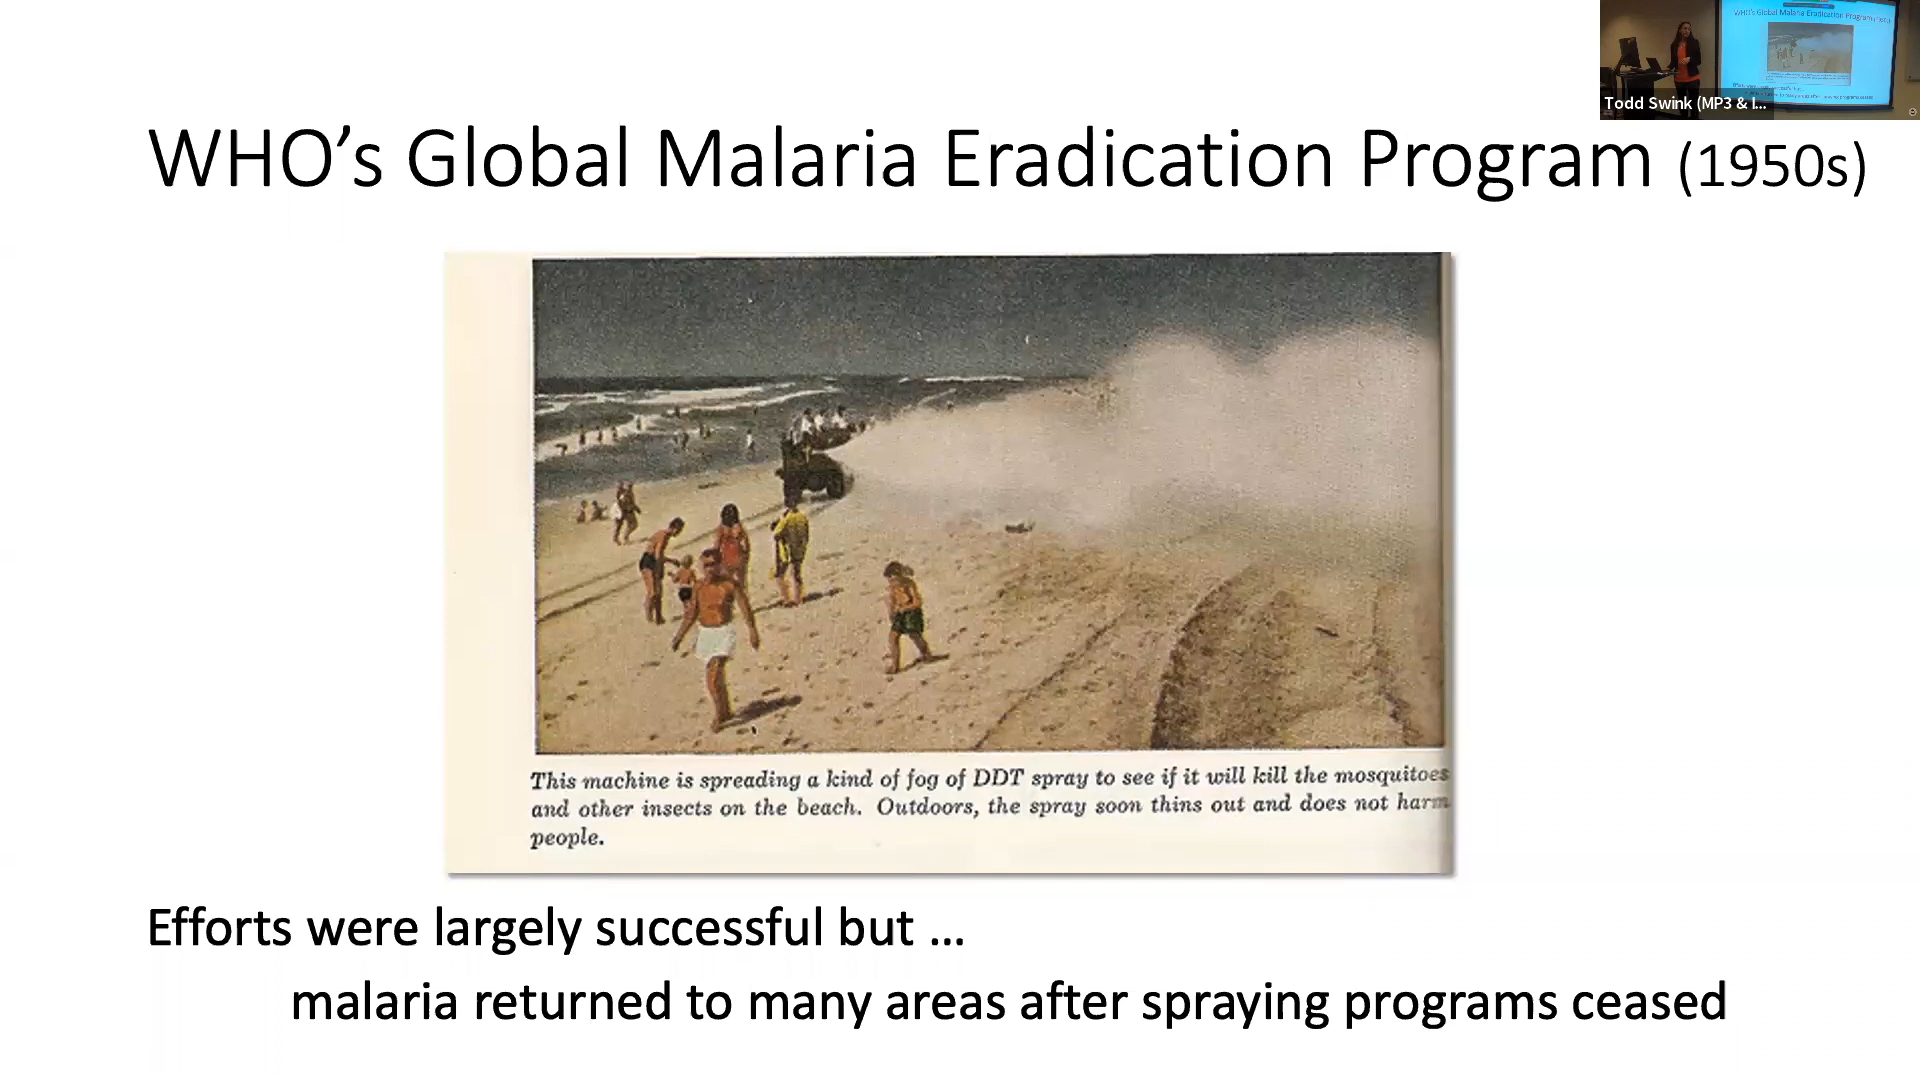 Todd Swink (MP3 & I...
WHO's Global Malaria Eradication Program (1950s)
This machine is spreading a kind of fog of DDT spray to see if it will kill the mosquitoes
and other insects on the beach. Outdoors, the spray soon thins out and does not harm
people.
Efforts were largely successful but ...
malaria returned to many areas after spraying programs ceased